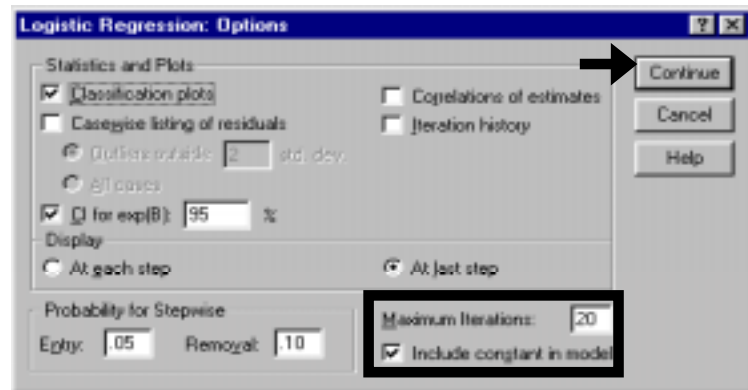 Logistic Regression: Options
Statistics and Plots
Classification plots
Correlations of estimates
Casewise listing of residuals
Iteration history
Outliers outside 2 std. dev.
All cases
CI for exp(B): 95 %
Display
At each step
At last step
Probability for Stepwise
Entry: .05 Removal: .10
Maximum Iterations: 20
Include constant in model
Continue
Cancel
Help